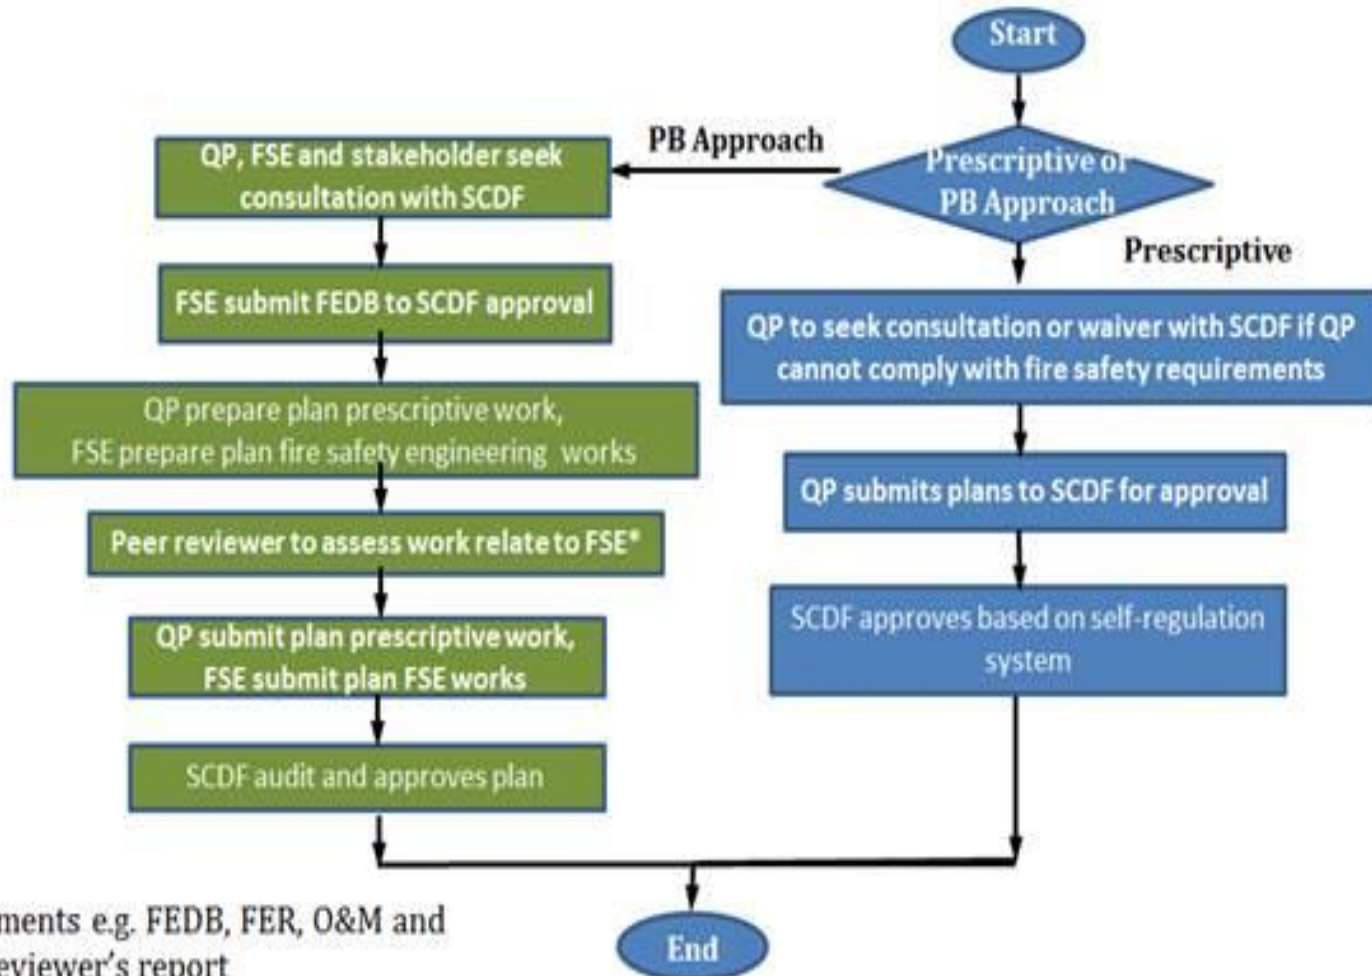 Start
Prescriptive or
PB Approach
PB Approach
Prescriptive
QP, FSE and stakeholder seek
consultation with SCDF
FSE submit FEDB to SCDF approval
QP prepare plan prescriptive work,
FSE prepare plan fire safety engineering works
Peer reviewer to assess work relate to FSE*
QP submit plan prescriptive work,
FSE submit plan FSE works
SCDF audit and approves plan
QP to seek consultation or waiver with SCDF if QP
cannot comply with fire safety requirements
QP submits plans to SCDF for approval
SCDF approves based on self-regulation
system
End
e.g. FEDB, FER, O&M and
report